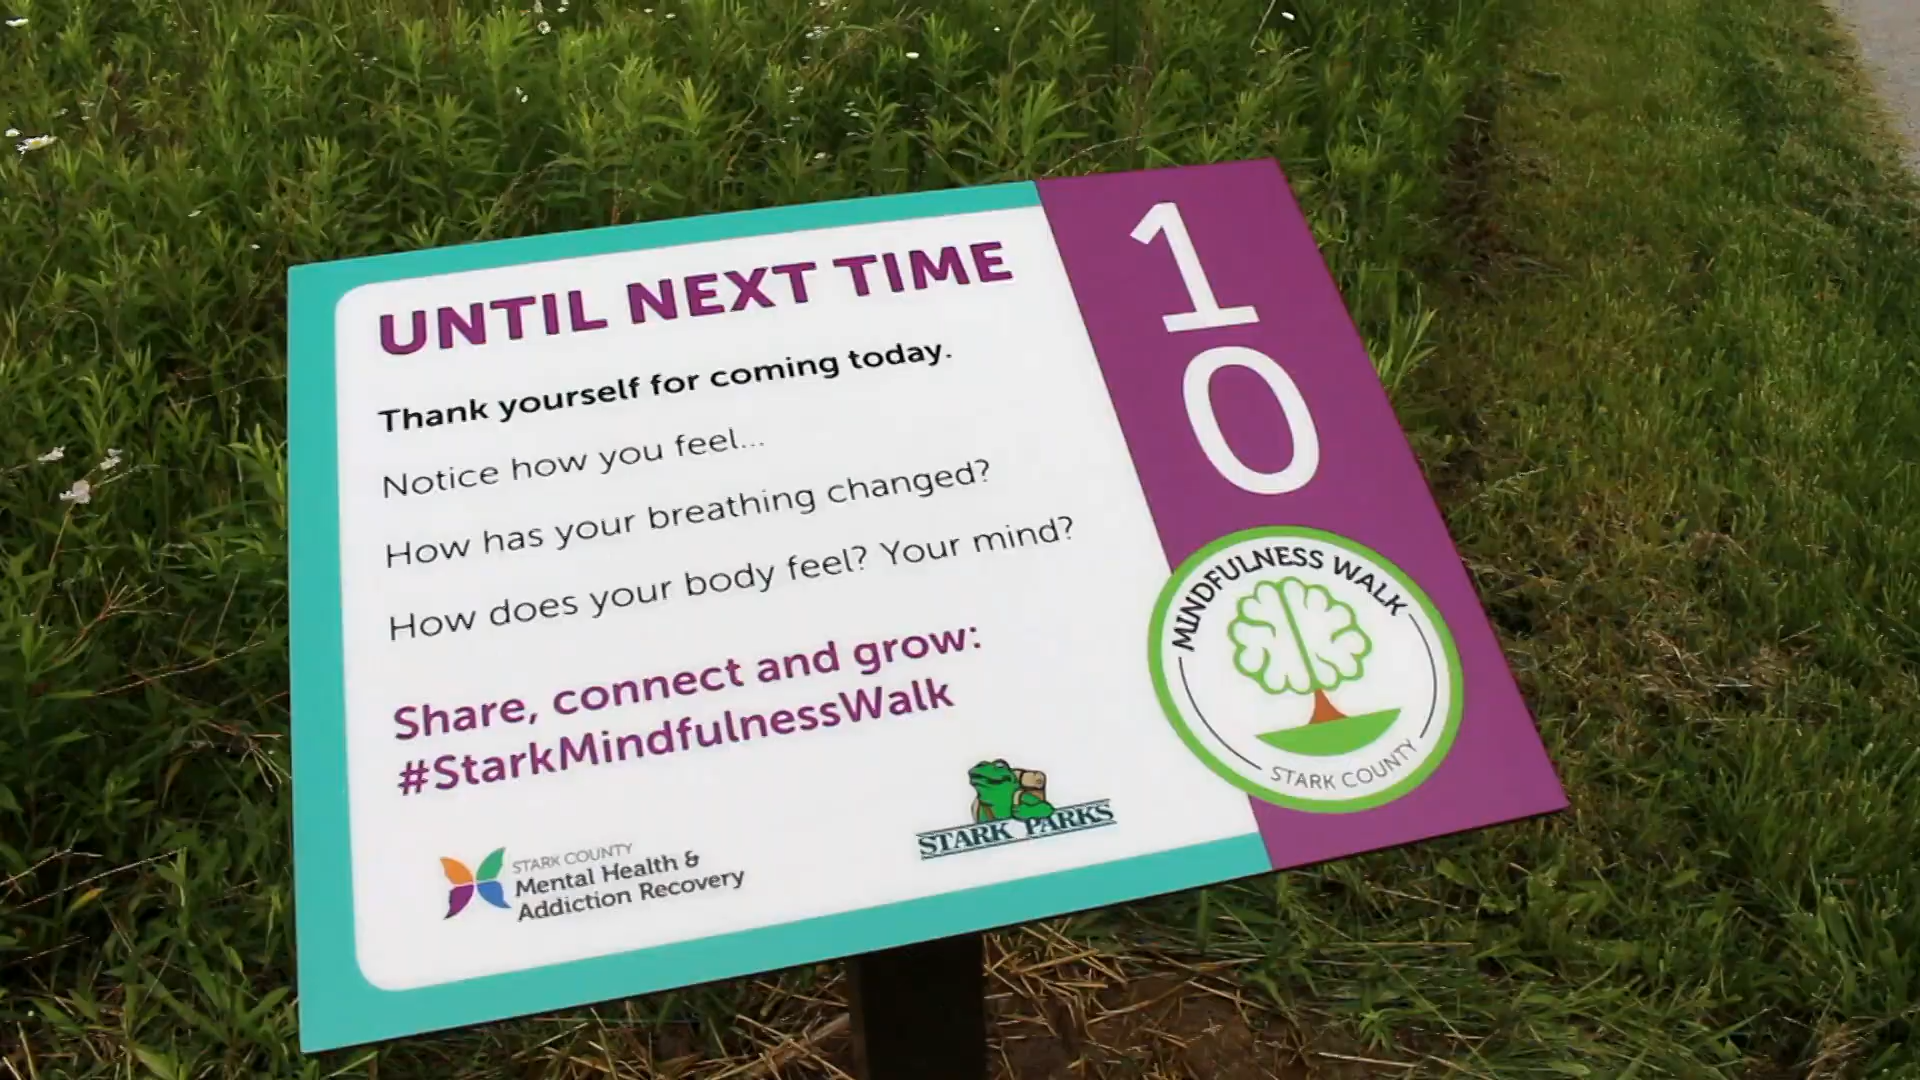 UNTIL NEXT TIME
Thank yourself for coming today.
Notice how you feel...
How has your breathing changed?
How does your body feel? Your mind?
Share, connect and grow:
#StarkMindfulnessWalk
STARK COUNTY
Mental Health &
Addiction Recovery
STARK PARKS
1
0
MINDFULNESS WALK
STARK COUNTY